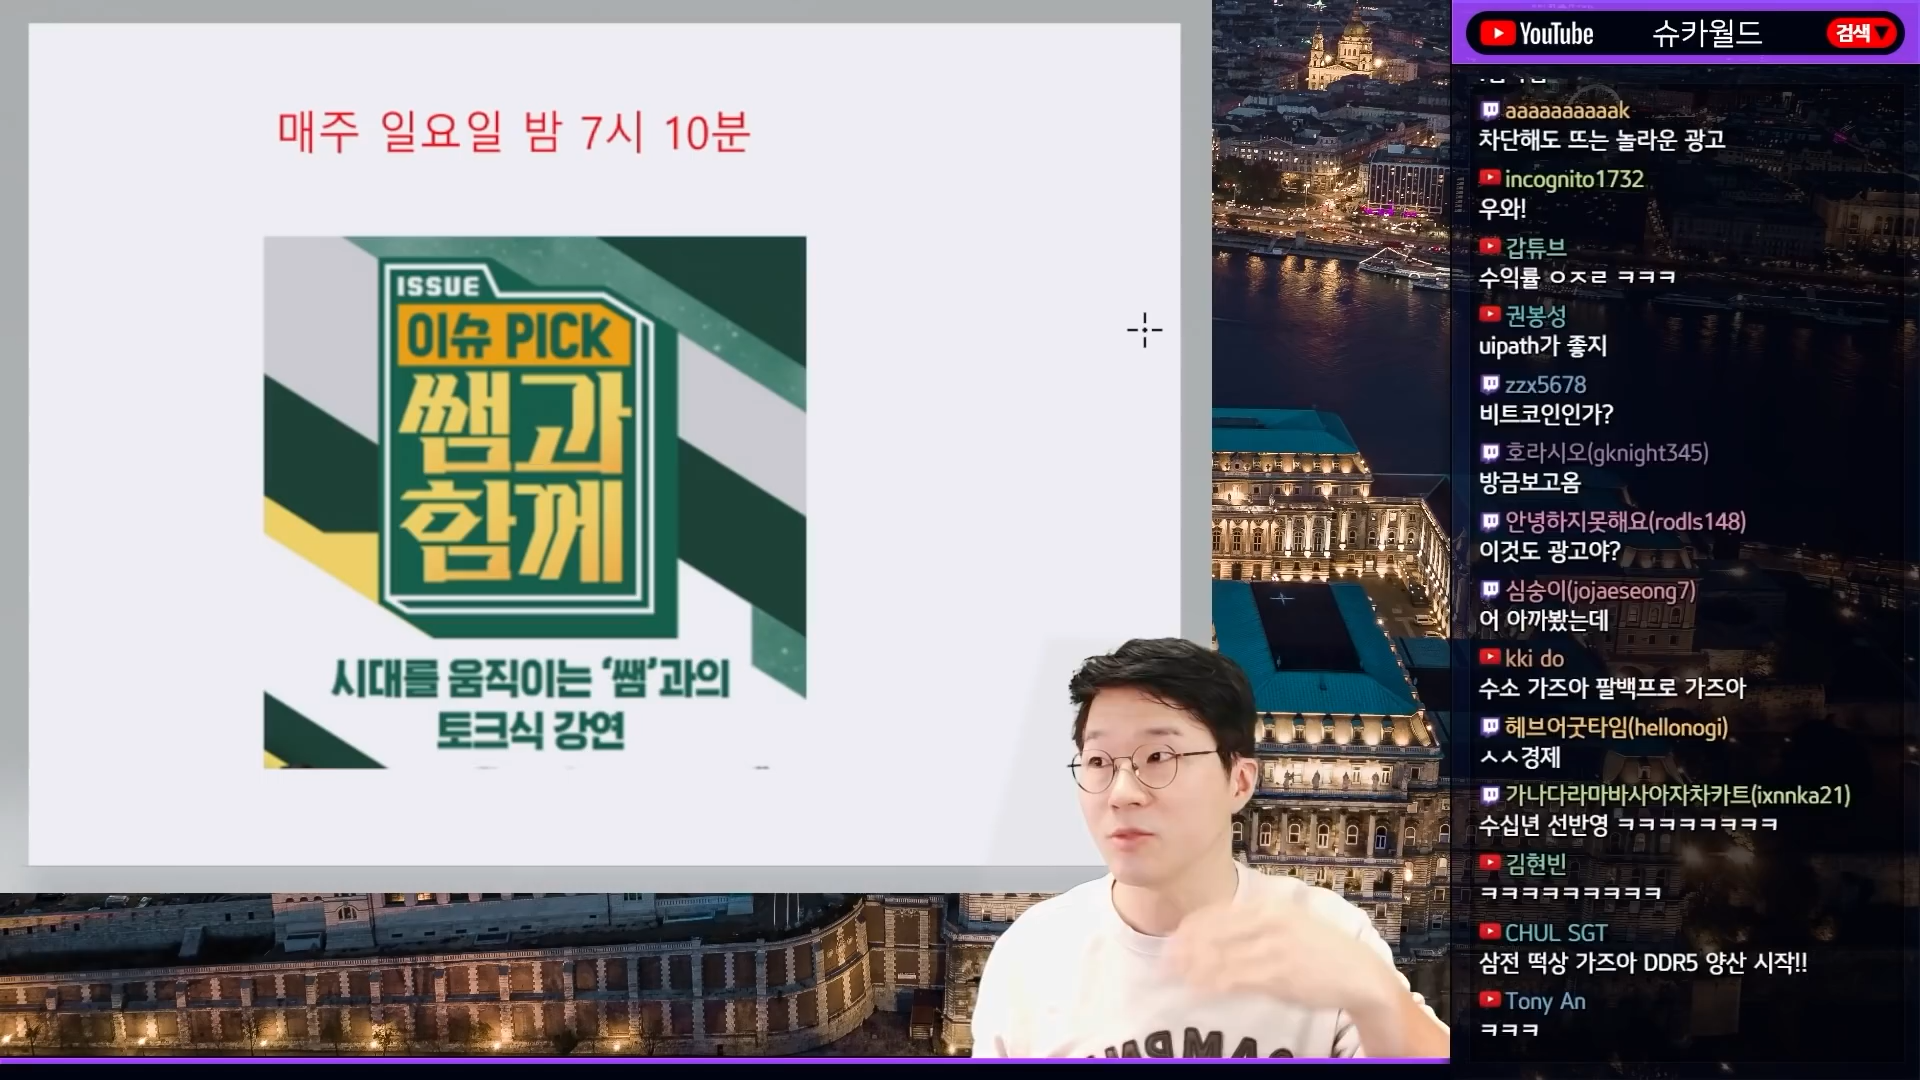 매주 일요일 밤 7시 10분
ISSUE
이슈 PICK
쌤과
함께
시대를 움직이는 '쌤'과의
토크식 강연
YouTube
슈카월드
검색▼
aaaaaaaaaak
차단해도 뜨는 놀라운 광고
incognito1732
우와!
갑튜브
수익률 ㅇㅈㄹ ㅋㅋㅋ
권봉성
uipath가 좋지
zzx5678
비트코인인가?
호라시오(gknight345)
방금보고옴
안녕하지못해요(rodls148)
이것도 광고야?
심숭이(jojaeseong7)
어 아까봤는데
kki do
수소 가즈아 팔백프로 가즈아
헤브어굿타임(hellonogi)
ㅅㅅ경제
가나다라마바사아자차카트(ixnnka21)
수십년 선반영 ㅋㅋㅋㅋㅋㅋㅋㅋ
김현빈
ㅋㅋㅋㅋㅋㅋㅋㅋㅋ
CHUL SGT
삼전 떡상 가즈아 DDR5 양산 시작!!
Tony An
ㅋㅋㅋ